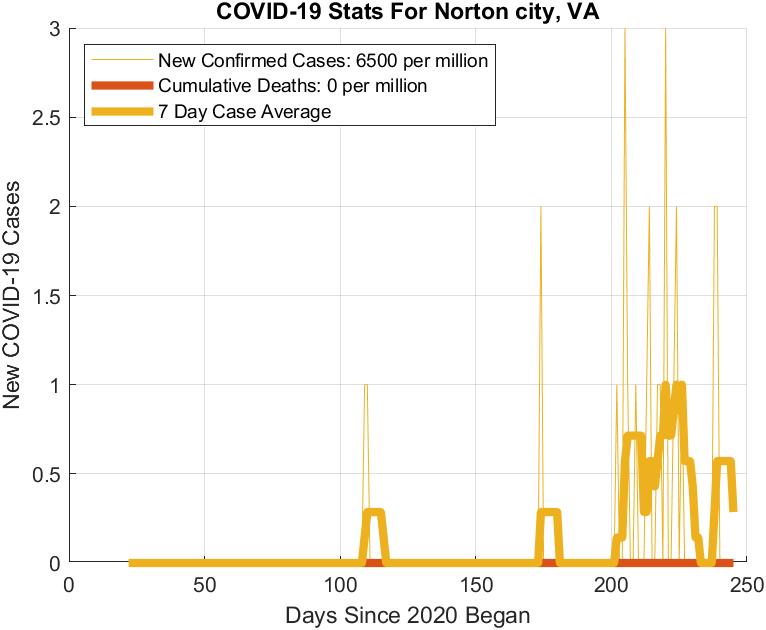 COVID-19 Stats For Norton city, VA
New Confirmed Cases: 6500 per million
Cumulative Deaths: 0 per million
7 Day Case Average
New COVID-19 Cases
3
2.5
2
1.5
1
0.5
0
0 50 100 150 200 250
Days Since 2020 Began